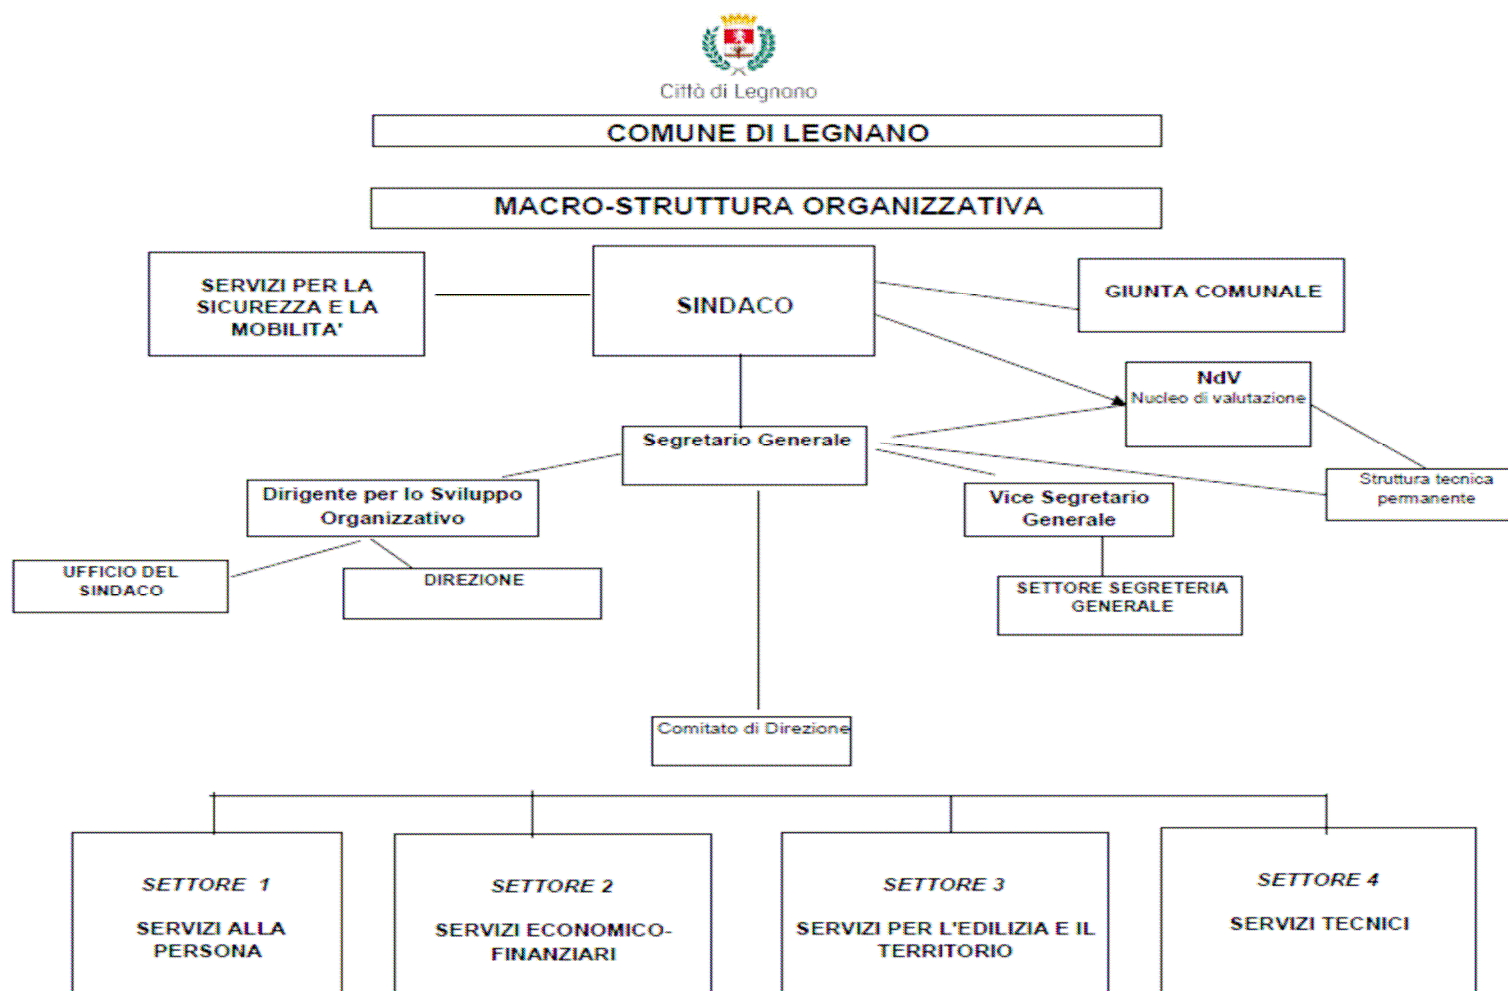 Città di Legnano
COMUNE DI LEGNANO
MACRO-STRUTTURA ORGANIZZATIVA
SERVIZI PER LA
SICUREZZA E LA
MOBILITA'
SINDACO
GIUNTA COMUNALE
NdV
Nucleo di valutazione
Segretario Generale
Dirigente per lo Sviluppo
Organizzativo
Vice Segretario
Generale
Struttura tecnica
permanente
UFFICIO DEL
SINDACO
DIREZIONE
SETTORE SEGRETERIA
GENERALE
Comitato di Direzione
SETTORE 1
SERVIZI ALLA
PERSONA
SETTORE 2
SERVIZI ECONOMICO-
FINANZIARI
SETTORE 3
SERVIZI PER L'EDILIZIA E IL
TERRITORIO
SETTORE 4
SERVIZI TECNICI